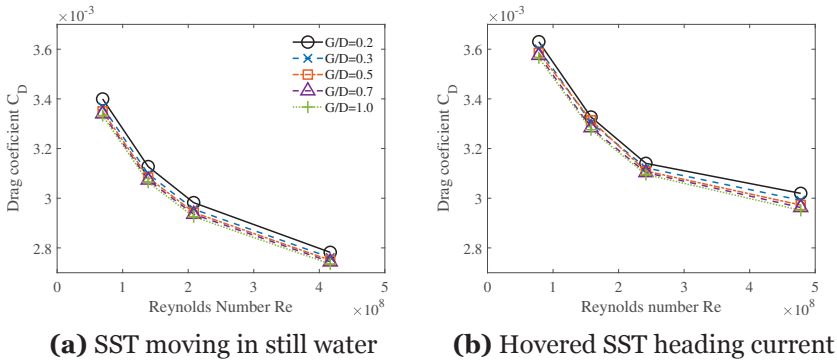 ×10⁻³
3.6
3.4
3.2
3
2.8
Drag coeficient C_D
0 1 2 3 4 5
Reynolds Number Re ×10⁸
G/D=0.2
G/D=0.3
G/D=0.5
G/D=0.7
G/D=1.0
(a) SST moving in still water
×10⁻³
3.6
3.4
3.2
3
2.8
Drag coeficient C_D
0 1 2 3 4 5
Reynolds number Re ×10⁸
(b) Hovered SST heading current